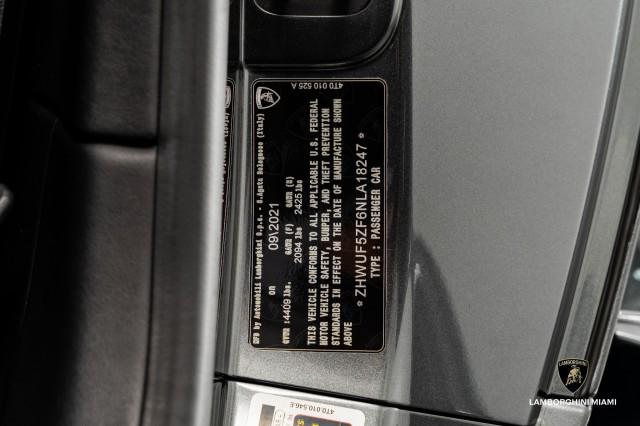 4T0 010 525 A
MFD by Automobili Lamborghini S.p.A. - S.Agata Bolognese (Italy)
on 09\2021
GVWR :4409 lbs. GAWR (F) 2094 lbs GAWR (R) 2425 lbs
THIS VEHICLE CONFORMS TO ALL APPLICABLE U.S. FEDERAL
MOTOR VEHICLE SAFETY, BUMPER, AND THEFT PREVENTION
STANDARDS IN EFFECT ON THE DATE OF MANUFACTURE SHOWN
ABOVE
ZHWUF5ZF6NLA18247
TYPE : PASSENGER CAR
4T0.010.546.E
LAMBORGHINI
LAMBORGHINI MIAMI